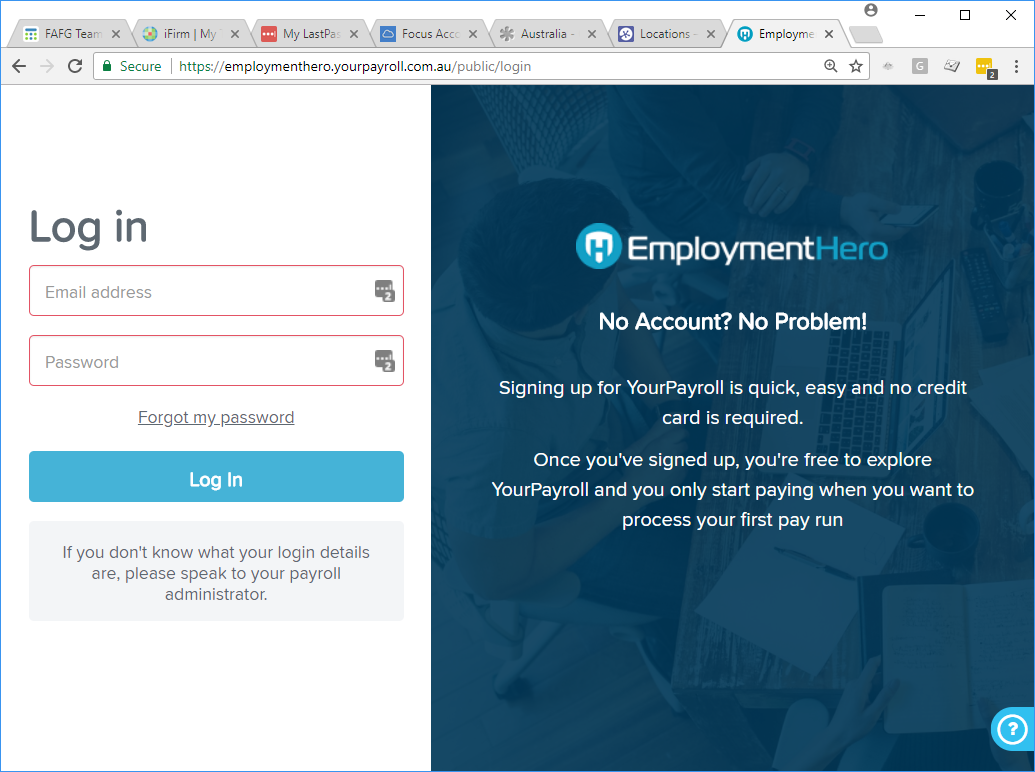 FAFG Team
iFirm | My
My LastPas
Focus Acco
Australia -
Locations -
Employme
Secure
https://employmenthero.yourpayroll.com.au/public/login
G
2
Log in
Email address
2
Password
2
Forgot my password
Log In
If you don't know what your login details
are, please speak to your payroll
administrator.
EmploymentHero
No Account? No Problem!
Signing up for YourPayroll is quick, easy and no credit
card is required.
Once you've signed up, you're free to explore
YourPayroll and you only start paying when you want to
process your first pay run
?